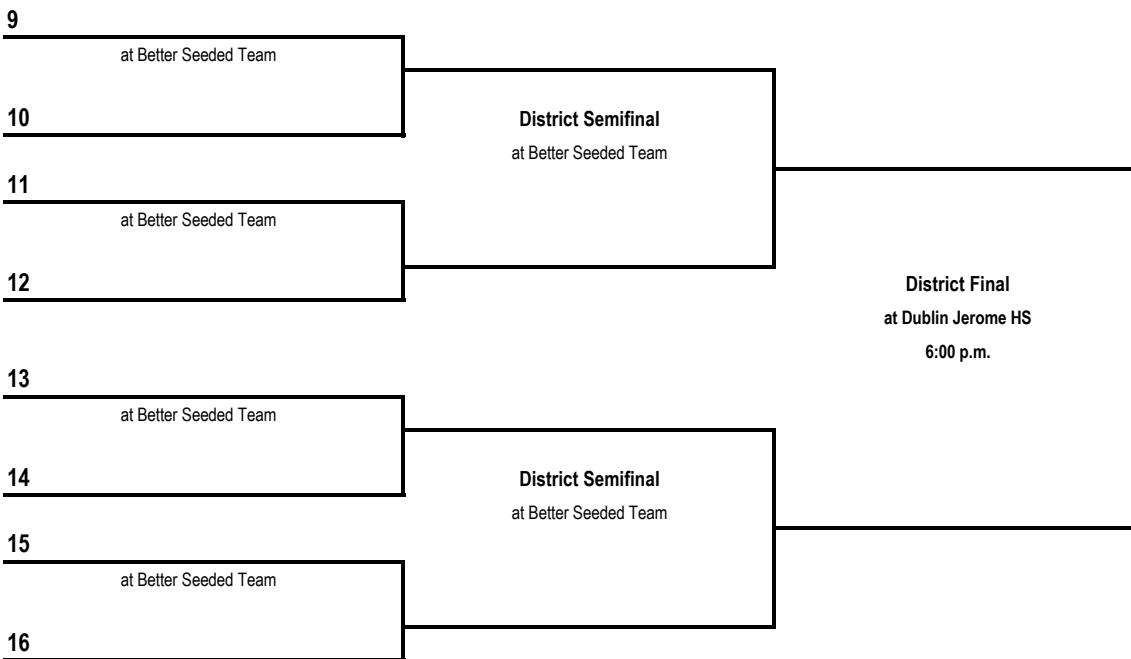 9
at Better Seeded Team
10
District Semifinal
at Better Seeded Team
11
at Better Seeded Team
12
District Final
at Dublin Jerome HS
6:00 p.m.
13
at Better Seeded Team
14
District Semifinal
at Better Seeded Team
15
at Better Seeded Team
16